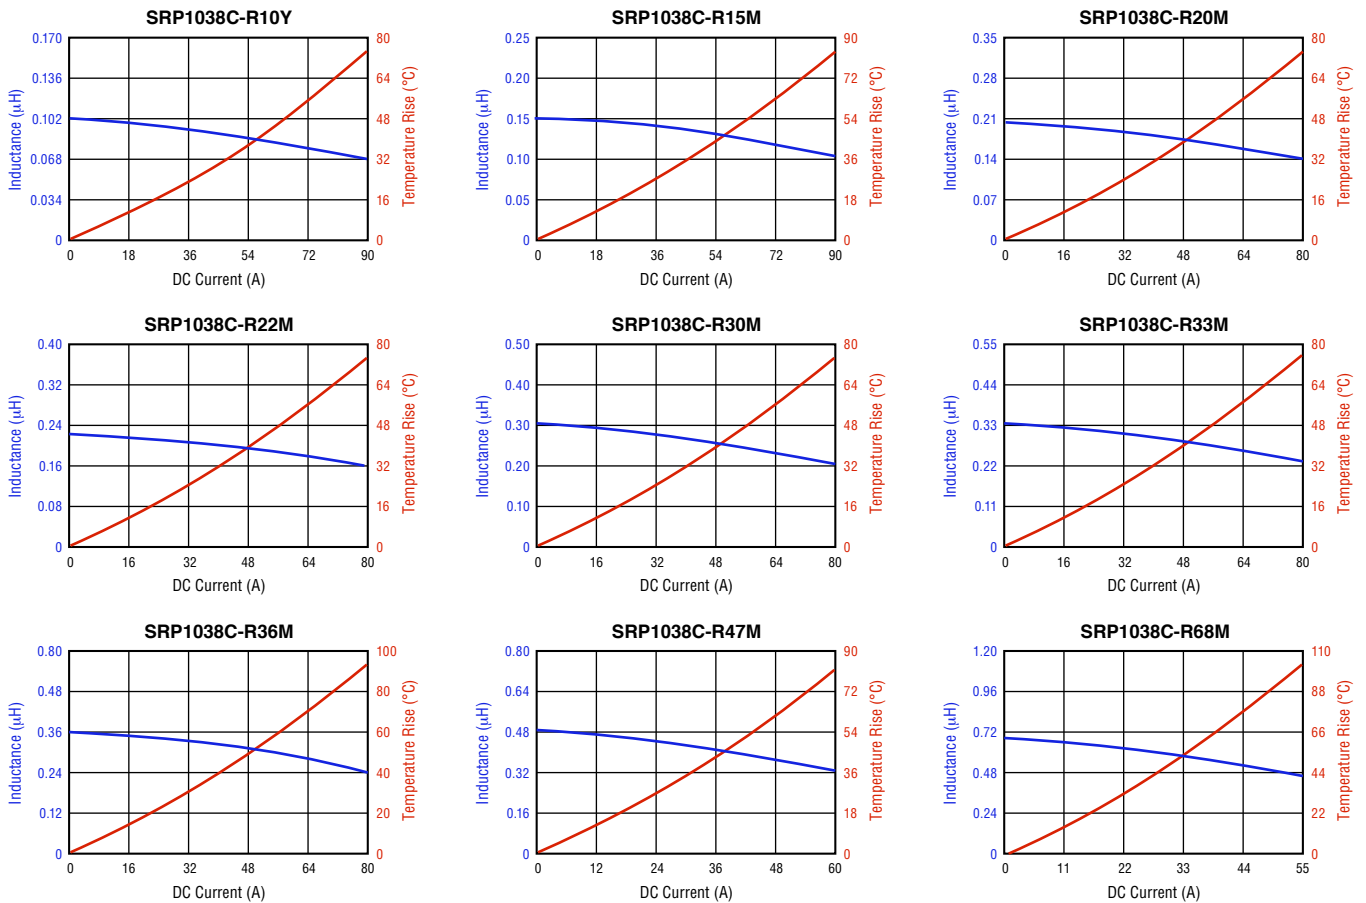 SRP1038C-R10Y
0.170
0.136
0.102
0.068
0.034
0
Inductance (μH)
80
64
48
32
16
0
Temperature Rise (°C)
0 18 36 54 72 90
DC Current (A)
SRP1038C-R15M
0.25
0.20
0.15
0.10
0.05
0
Inductance (μH)
90
72
54
36
18
0
Temperature Rise (°C)
0 18 36 54 72 90
DC Current (A)
SRP1038C-R20M
0.35
0.28
0.21
0.14
0.07
0
Inductance (μH)
80
64
48
32
16
0
Temperature Rise (°C)
0 16 32 48 64 80
DC Current (A)
SRP1038C-R22M
0.40
0.32
0.24
0.16
0.08
0
Inductance (μH)
80
64
48
32
16
0
Temperature Rise (°C)
0 16 32 48 64 80
DC Current (A)
SRP1038C-R30M
0.50
0.40
0.30
0.20
0.10
0
Inductance (μH)
80
64
48
32
16
0
Temperature Rise (°C)
0 12 24 36 48 60
DC Current (A)
SRP1038C-R33M
0.55
0.44
0.33
0.22
0.11
0
Inductance (μH)
80
64
48
32
16
0
Temperature Rise (°C)
0 16 32 48 64 80
DC Current (A)
SRP1038C-R36M
0.80
0.48
0.36
0.24
0.12
0
Inductance (μH)
100
80
60
40
20
0
Temperature Rise (°C)
0 16 32 48 64 80
DC Current (A)
SRP1038C-R47M
0.80
0.64
0.48
0.32
0.16
0
Inductance (μH)
90
72
54
36
18
0
Temperature Rise (°C)
0 12 24 36 48 60
DC Current (A)
SRP1038C-R68M
1.20
0.96
0.72
0.48
0.24
0
Inductance (μH)
110
88
66
44
22
0
Temperature Rise (°C)
0 11 22 33 44 55
DC Current (A)